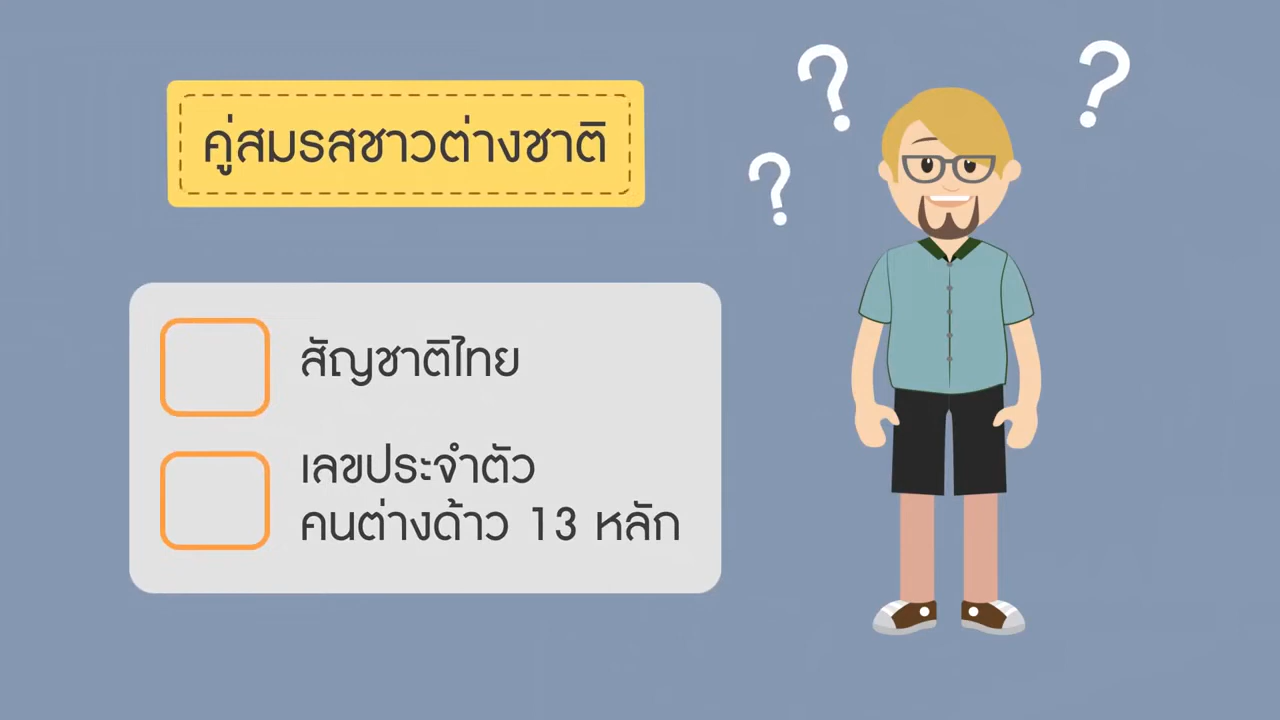 คู่สมรสชาวต่างชาติ
สัญชาติไทย
เลขประจำตัว
คนต่างด้าว 13 หลัก
? ? ?